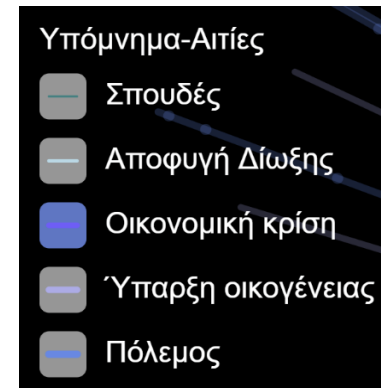 Υπόμνημα-Αιτίες
Σπουδές
Αποφυγή Δίωξης
Οικονομική κρίση
Ύπαρξη οικογένειας
Πόλεμος